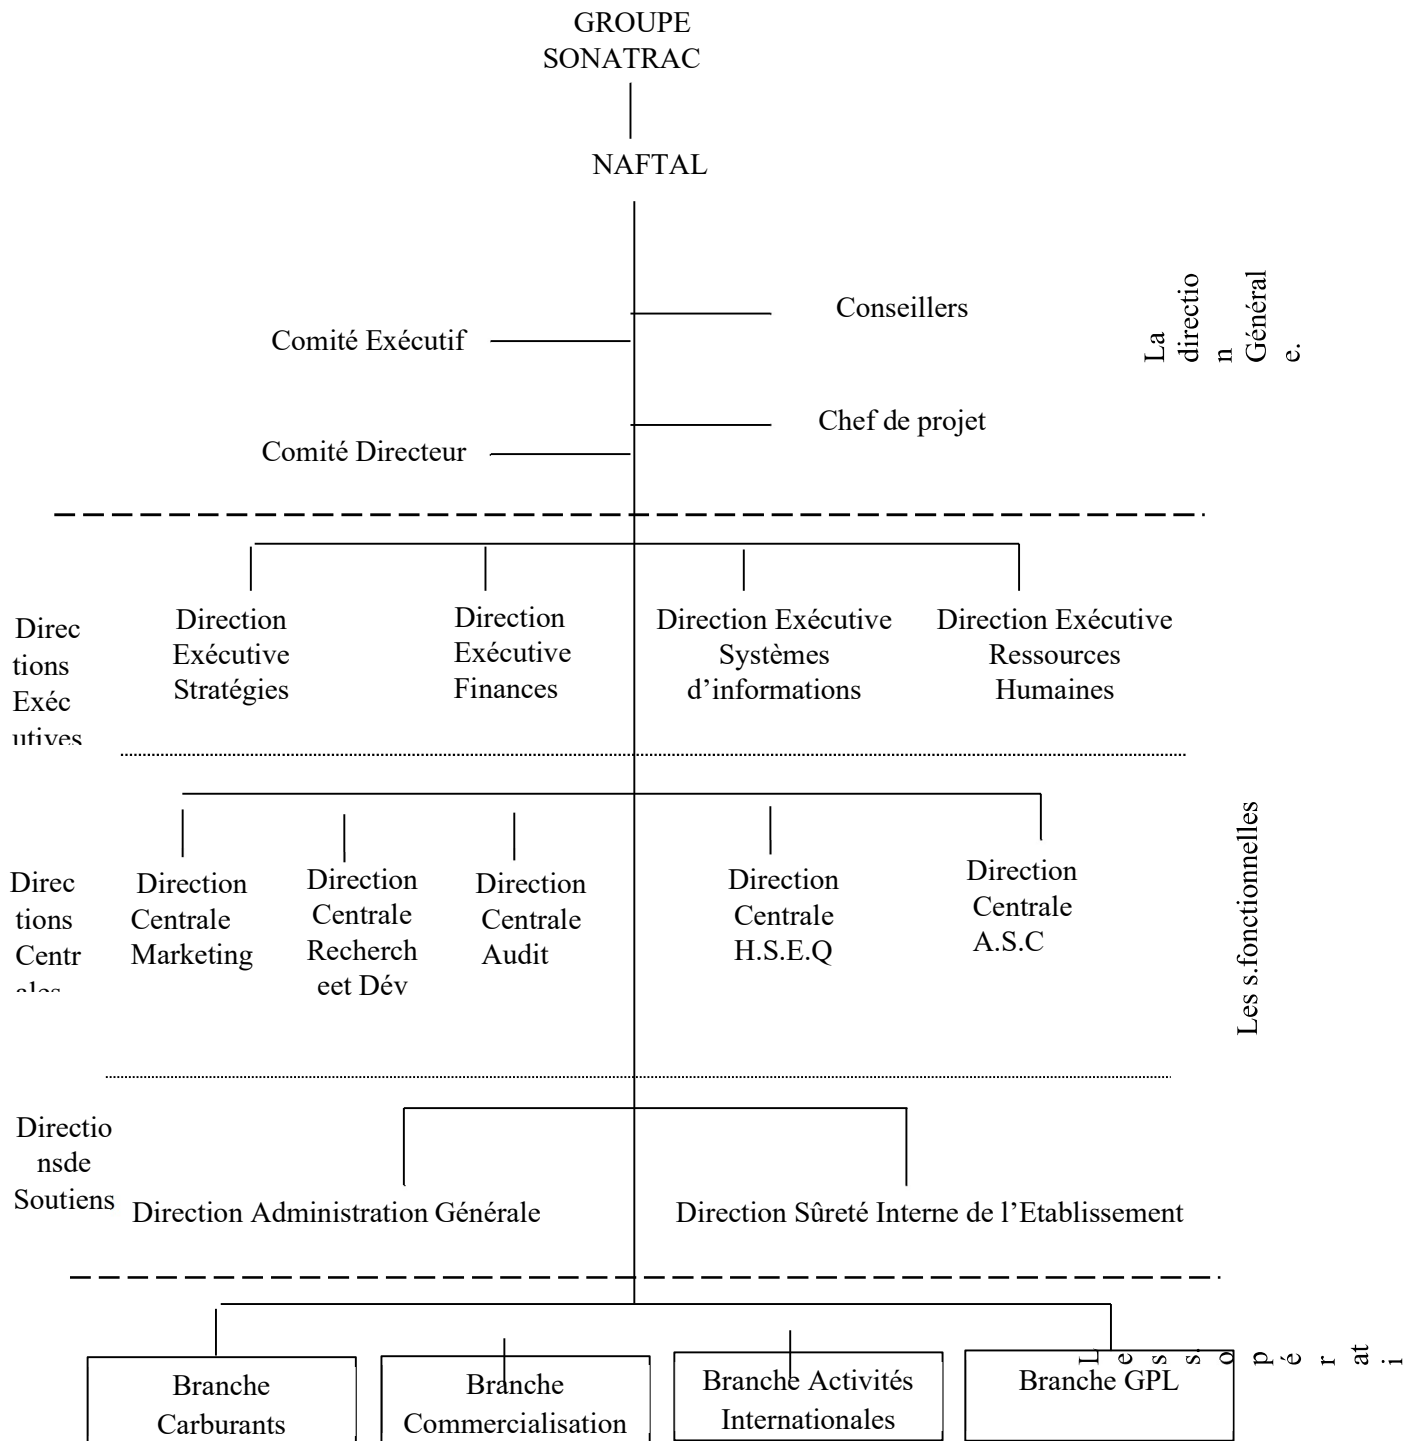 GROUPE
SONATRAC
NAFTAL
Conseillers
Comité Exécutif
Chef de projet
Comité Directeur
La
directio
n
Général
e.
Direc
tions
Exéc
utives
Direction
Exécutive
Stratégies
Direction
Exécutive
Finances
Direction Exécutive
Systèmes
d’informations
Direction Exécutive
Ressources
Humaines
Direc
tions
Centr
ales
Direction
Centrale
Marketing
Direction
Centrale
Recherch
eet Dév
Direction
Centrale
Audit
Direction
Centrale
H.S.E.Q
Direction
Centrale
A.S.C
Les s.fonctionnelles
Directio
nsde
Soutiens
Direction Administration Générale
Direction Sûreté Interne de l’Etablissement
L
e
s
s.
o
p
é
r
at
i
Branche
Carburants
Branche
Commercialisation
Branche Activités
Internationales
Branche GPL